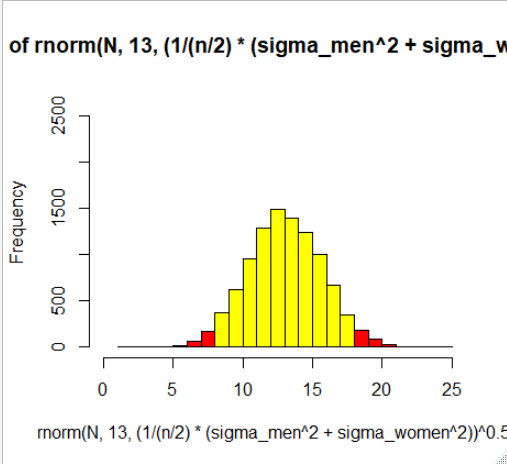 of rnorm(N, 13, (1/(n/2) * (sigma_men^2 + sigma_w
2500
1500
500
0
Frequency
0 5 10 15 20 25
rnorm(N, 13, (1/(n/2) * (sigma_men^2 + sigma_women^2))^0.5